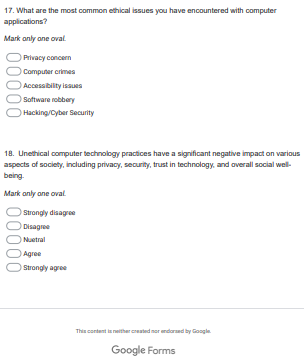 17. What are the most common ethical issues you have encountered with computer
applications?
Mark only one oval.
Privacy concern
Computer crimes
Accessibility issues
Software robbery
Hacking/Cyber Security
18. Unethical computer technology practices have a significant negative impact on various
aspects of society, including privacy, security, trust in technology, and overall social well-
being.
Mark only one oval.
Strongly disagree
Disagree
Nuetral
Agree
Strongly agree
This content is neither created nor endorsed by Google.
Google Forms